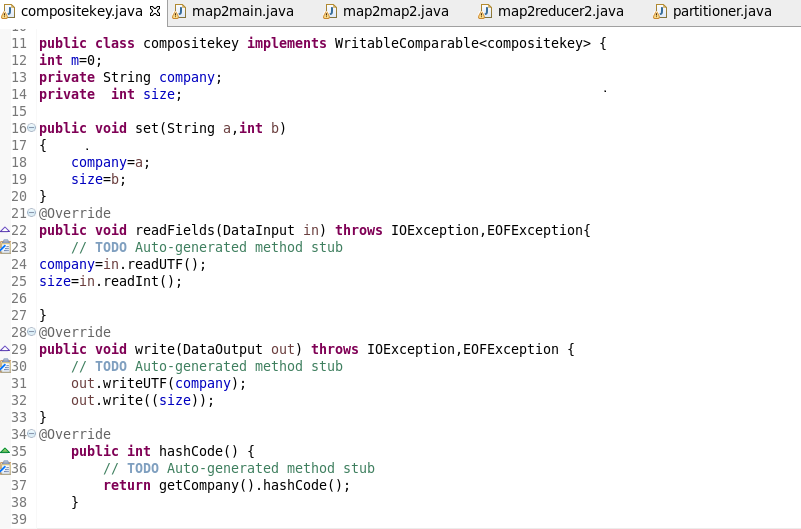 compositekey.java map2main.java map2map2.java map2reducer2.java partitioner.java
11 public class compositekey implements WritableComparable<compositekey> {
12 int m=0;
13 private String company;
14 private  int size;
15
16 public void set(String a,int b)
17 {
18     company=a;
19     size=b;
20 }
21 @Override
22 public void readFields(DataInput in) throws IOException,EOFException{
23     // TODO Auto-generated method stub
24 company=in.readUTF();
25 size=in.readInt();
26
27 }
28 @Override
29 public void write(DataOutput out) throws IOException,EOFException {
30     // TODO Auto-generated method stub
31     out.writeUTF(company);
32     out.write((size));
33 }
34 @Override
35     public int hashCode() {
36         // TODO Auto-generated method stub
37         return getCompany().hashCode();
38     }
39